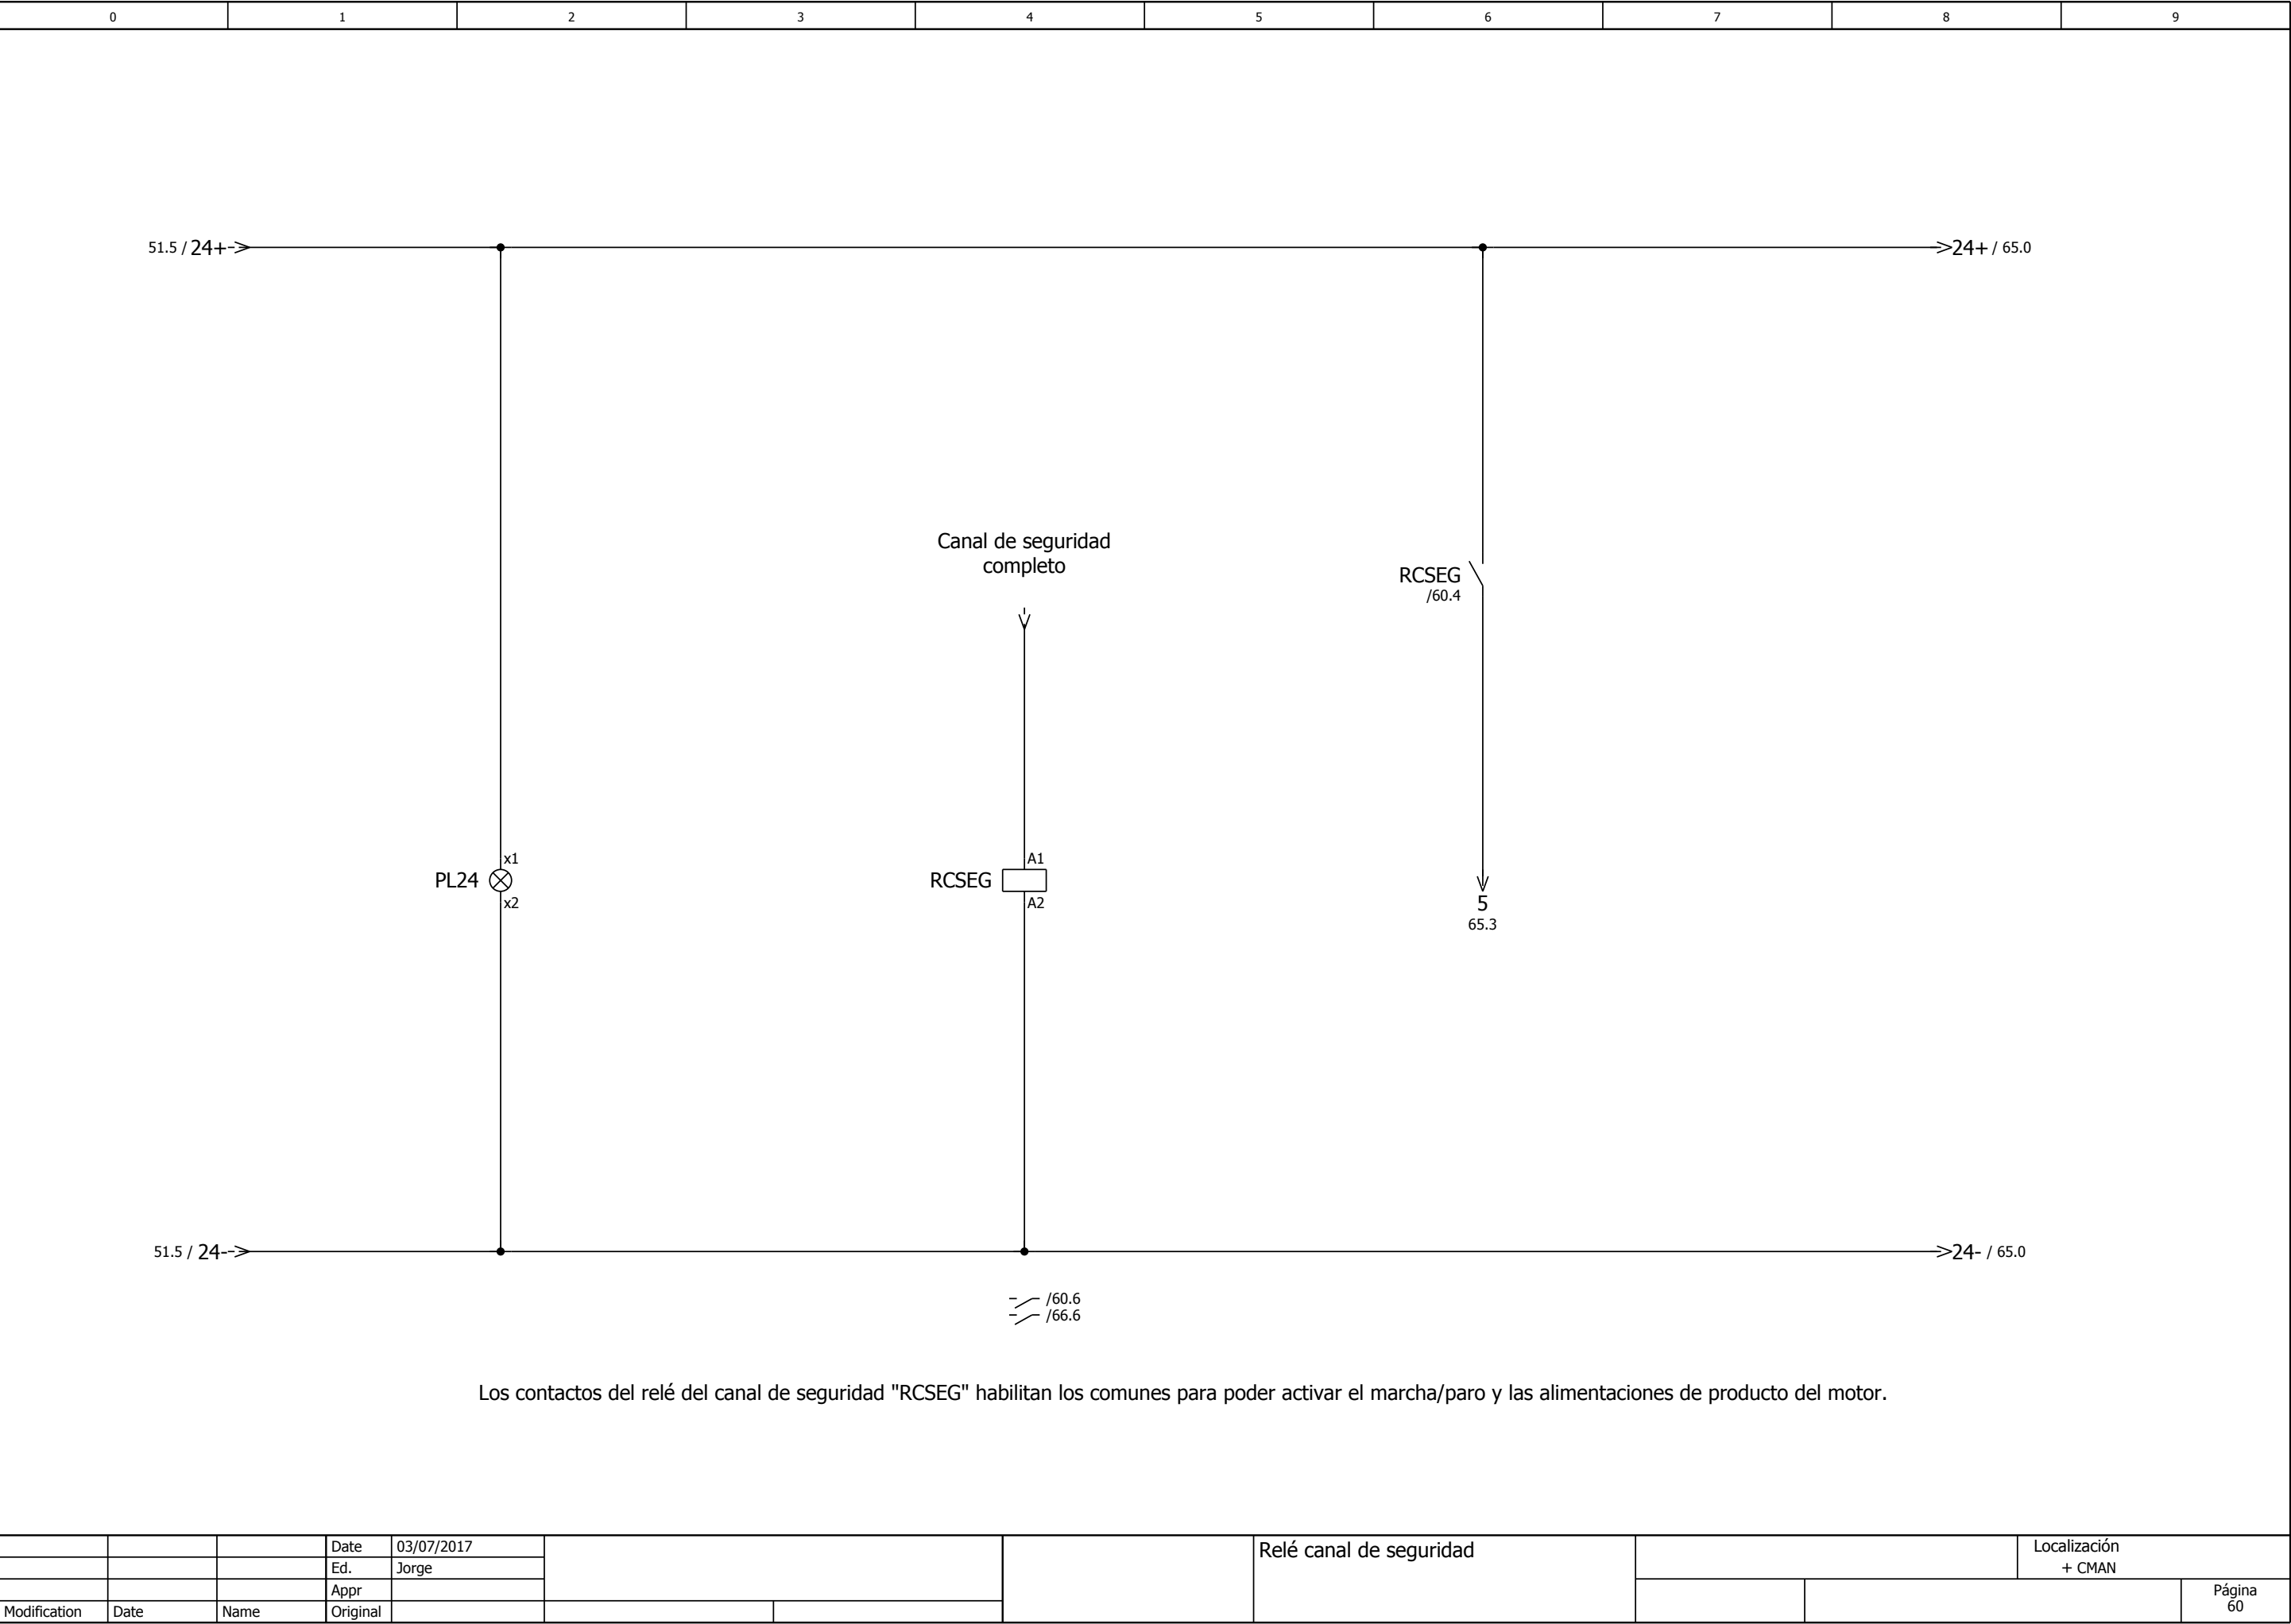 0 1 2 3 4 5 6 7 8 9
51.5 / 24+
24+ / 65.0
Canal de seguridad
completo
RCSEG
/60.4
x1
PL24
x2
A1
RCSEG
A2
5
65.3
51.5 / 24-
24- / 65.0
/60.6
/66.6
Los contactos del relé del canal de seguridad "RCSEG" habilitan los comunes para poder activar el marcha/paro y las alimentaciones de producto del motor.
Date 03/07/2017
Ed. Jorge
Appr
Modification Date Name Original
Relé canal de seguridad
Localización
+ CMAN
Página
60